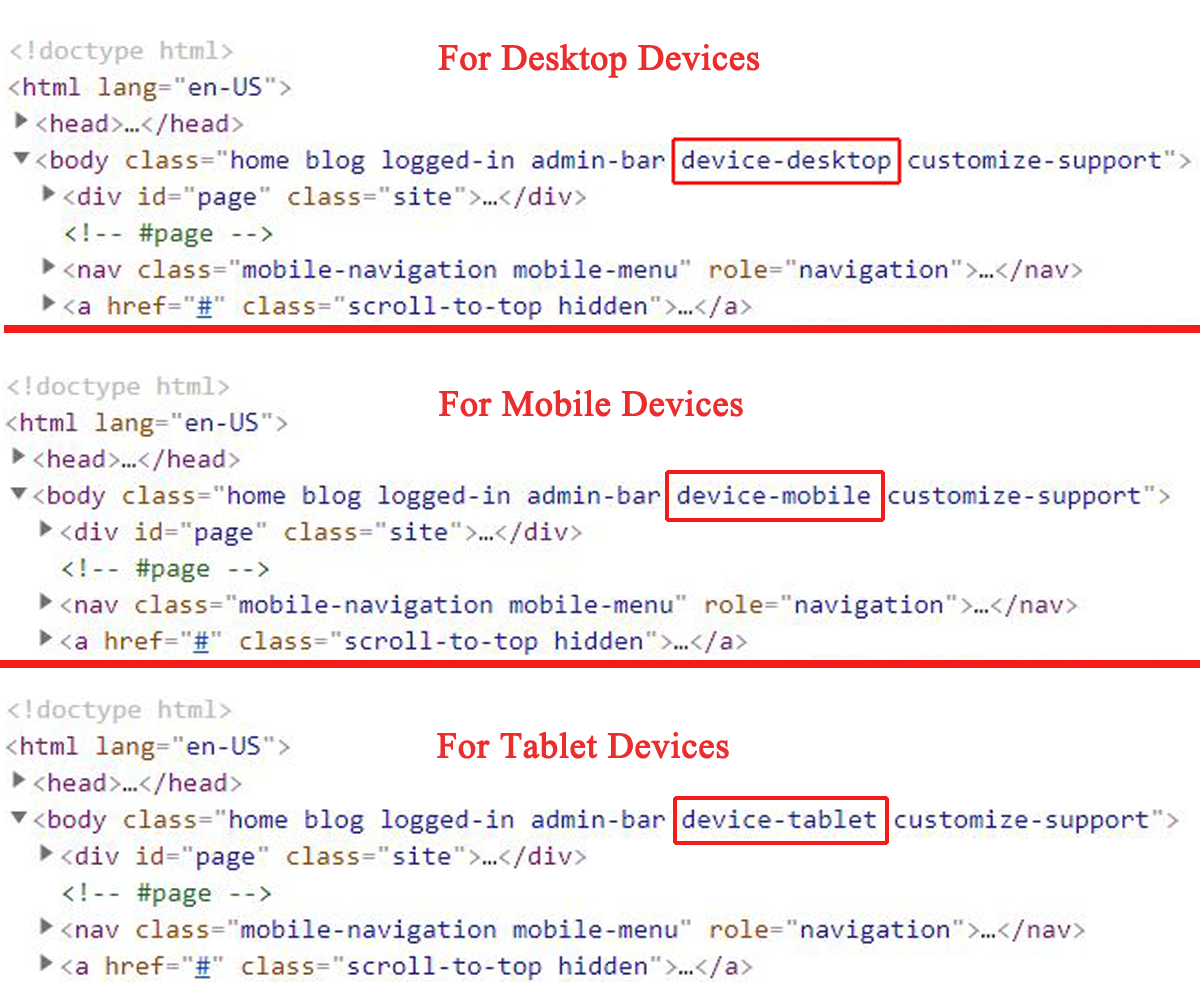 <!doctype html>
For Desktop Devices
<html lang="en-US">
▶<head>…</head>
▼<body class="home blog logged-in admin-bar device-desktop customize-support">
▶<div id="page" class="site">…</div>
<!-- #page -->
▶<nav class="mobile-navigation mobile-menu" role="navigation">…</nav>
▶<a href="#" class="scroll-to-top hidden">…</a>
<!doctype html>
For Mobile Devices
<html lang="en-US">
▶<head>…</head>
▼<body class="home blog logged-in admin-bar device-mobile customize-support">
▶<div id="page" class="site">…</div>
<!-- #page -->
▶<nav class="mobile-navigation mobile-menu" role="navigation">…</nav>
▶<a href="#" class="scroll-to-top hidden">…</a>
<!doctype html>
For Tablet Devices
<html lang="en-US">
▶<head>…</head>
▼<body class="home blog logged-in admin-bar device-tablet customize-support">
▶<div id="page" class="site">…</div>
<!-- #page -->
▶<nav class="mobile-navigation mobile-menu" role="navigation">…</nav>
▶<a href="#" class="scroll-to-top hidden">…</a>